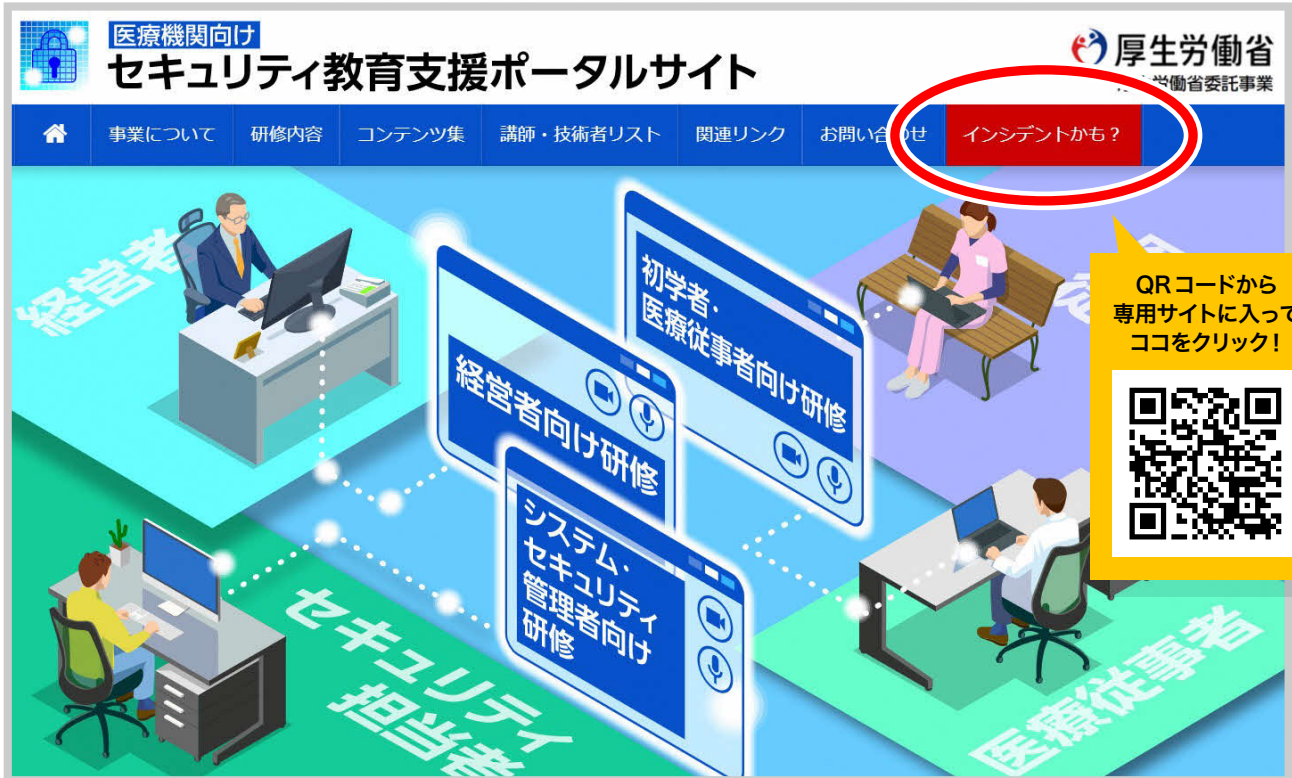 医療機関向け
セキュリティ教育支援ポータルサイト
厚生労働省
労働省委託事業
事業について
研修内容
コンテンツ集
講師・技術者リスト
関連リンク
お問い合わせ
インシデントかも?
経営者
初学者・
医療従事者向け研修
経営者向け研修
QRコードから
専用サイトに入って
ココをクリック!
システム・
セキュリティ
管理者向け
研修
セキュリティ
担当者
医療従事者